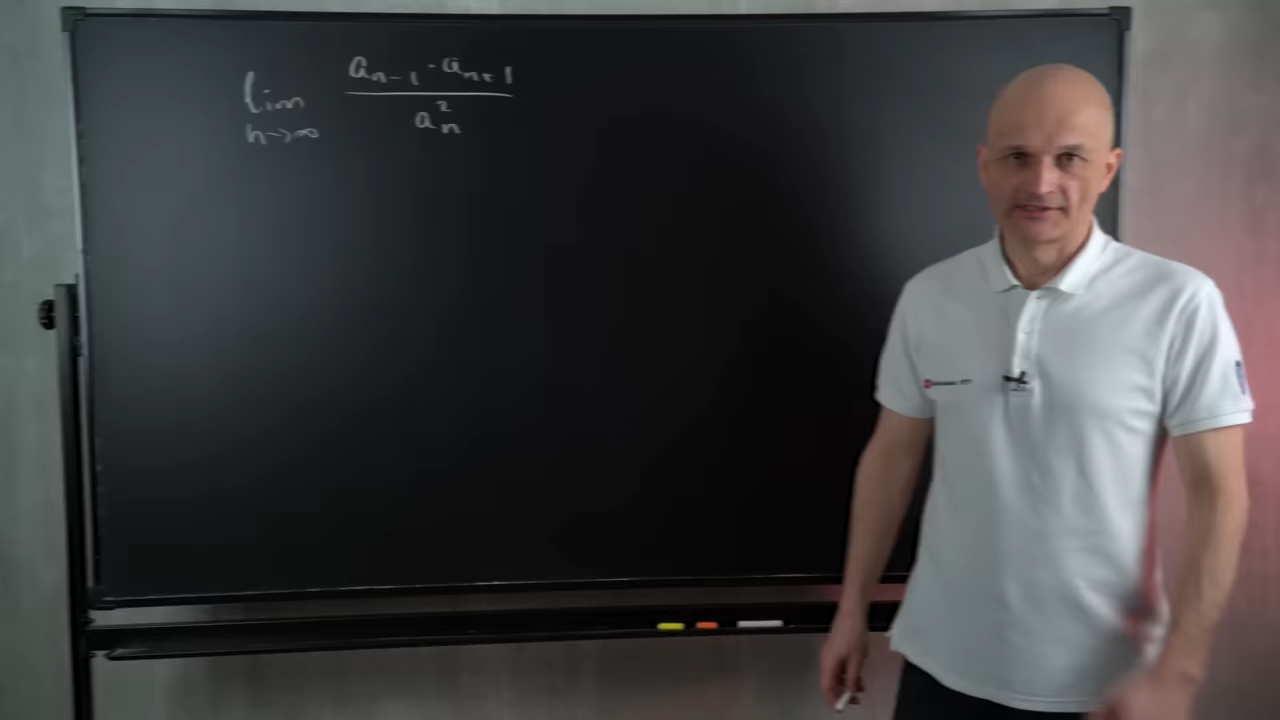 lim a_{n-1} · a_{n+1}
n→∞ a_n^2